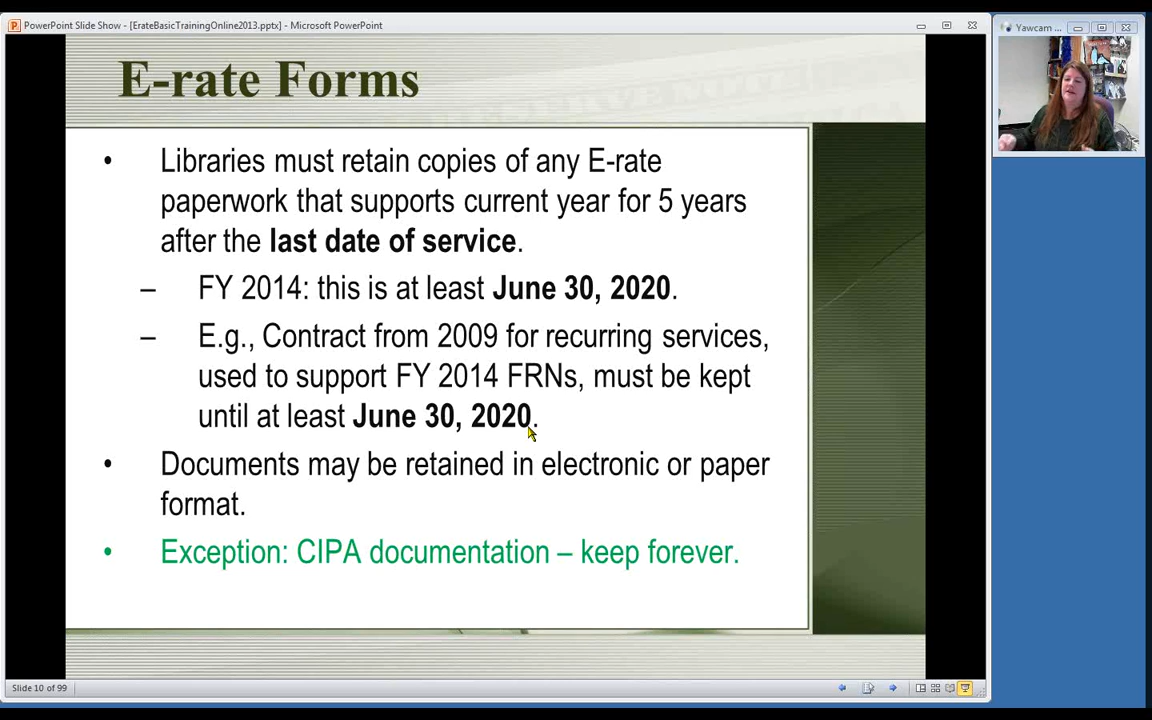 PowerPoint Slide Show - [ErateBasicTrainingOnline2013.pptx] - Microsoft PowerPoint
Yawcam ...
E-rate Forms
• Libraries must retain copies of any E-rate
paperwork that supports current year for 5 years
after the last date of service.
– FY 2014: this is at least June 30, 2020.
– E.g., Contract from 2009 for recurring services,
used to support FY 2014 FRNs, must be kept
until at least June 30, 2020.
• Documents may be retained in electronic or paper
format.
• Exception: CIPA documentation – keep forever.
Slide 10 of 99